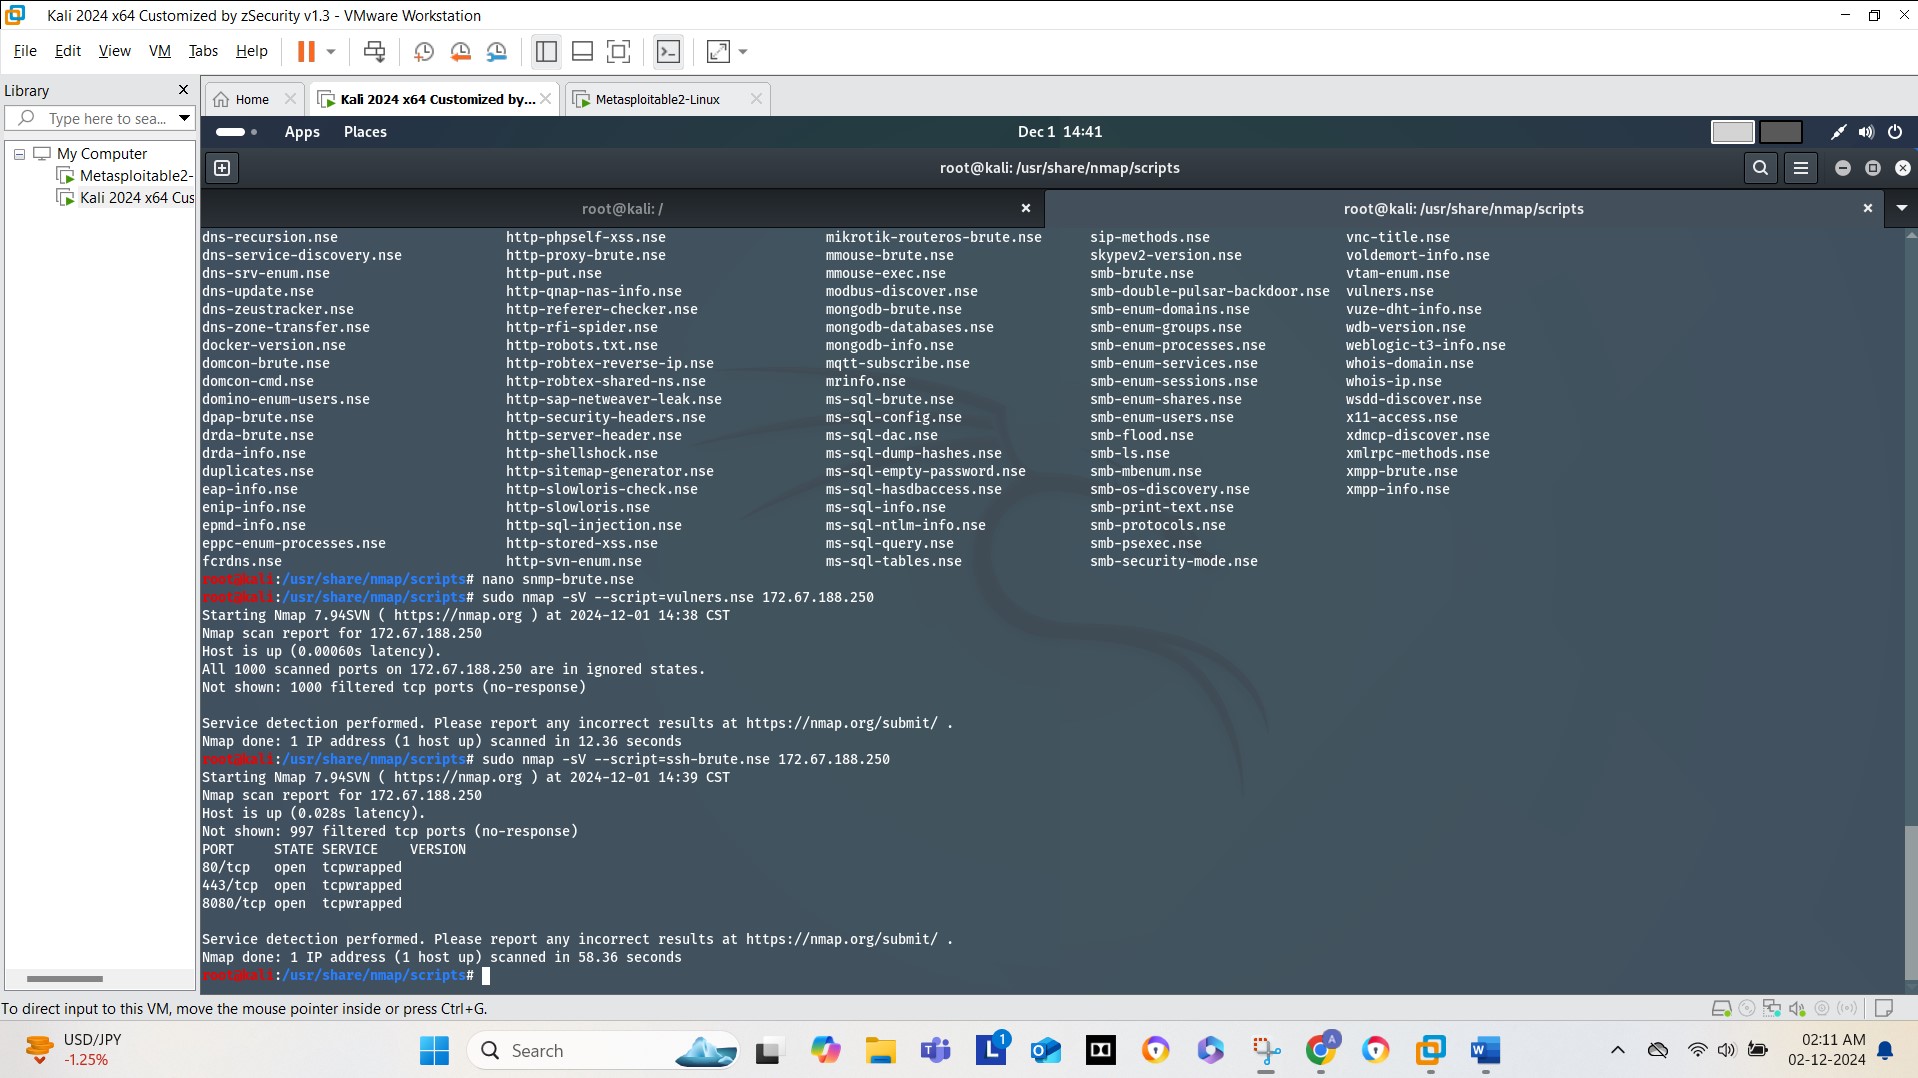 Kali 2024 x64 Customized by zSecurity v1.3 - VMware Workstation
File Edit View VM Tabs Help
Library
Type here to sea...
Home
Kali 2024 x64 Customized by...
Metasploitable2-Linux
My Computer
Metasploitable2-
Kali 2024 x64 Cus
Apps Places Dec 1 14:41
root@kali: /usr/share/nmap/scripts
root@kali: /
root@kali: /usr/share/nmap/scripts
dns-recursion.nse http-phpself-xss.nse mikrotik-routeros-brute.nse sip-methods.nse vnc-title.nse
dns-service-discovery.nse http-proxy-brute.nse mmouse-brute.nse skypev2-version.nse voldemort-info.nse
dns-srv-enum.nse http-put.nse mmouse-exec.nse smb-brute.nse vtam-enum.nse
dns-update.nse http-qnap-nas-info.nse modbus-discover.nse smb-double-pulsar-backdoor.nse vulners.nse
dns-zeustracker.nse http-referer-checker.nse mongodb-brute.nse smb-enum-domains.nse vuze-dht-info.nse
dns-zone-transfer.nse http-rfi-spider.nse mongodb-databases.nse smb-enum-groups.nse wdb-version.nse
docker-version.nse http-robots.txt.nse mongodb-info.nse smb-enum-processes.nse weblogic-t3-info.nse
domcon-brute.nse http-robtex-reverse-ip.nse mqtt-subscribe.nse smb-enum-services.nse whois-domain.nse
domcon-cmd.nse http-robtex-shared-ns.nse mrinfo.nse smb-enum-sessions.nse whois-ip.nse
domino-enum-users.nse http-sap-netweaver-leak.nse ms-sql-brute.nse smb-enum-shares.nse wsdd-discover.nse
dpap-brute.nse http-security-headers.nse ms-sql-config.nse smb-enum-users.nse x11-access.nse
drda-brute.nse http-server-header.nse ms-sql-dac.nse smb-flood.nse xdmcp-discover.nse
drda-info.nse http-shellshock.nse ms-sql-dump-hashes.nse smb-ls.nse xmlrpc-methods.nse
duplicates.nse http-sitemap-generator.nse ms-sql-empty-password.nse smb-mbenum.nse xmpp-brute.nse
eap-info.nse http-slowloris-check.nse ms-sql-hasdbaccess.nse smb-os-discovery.nse xmpp-info.nse
enip-info.nse http-slowloris.nse ms-sql-info.nse smb-print-text.nse
epmd-info.nse http-sql-injection.nse ms-sql-ntlm-info.nse smb-protocols.nse
eppc-enum-processes.nse http-stored-xss.nse ms-sql-query.nse smb-psexec.nse
fcrdns.nse http-svn-enum.nse ms-sql-tables.nse smb-security-mode.nse
root@kali:/usr/share/nmap/scripts# nano snmp-brute.nse
root@kali:/usr/share/nmap/scripts# sudo nmap -sV --script=vulners.nse 172.67.188.250
Starting Nmap 7.94SVN ( https://nmap.org ) at 2024-12-01 14:38 CST
Nmap scan report for 172.67.188.250
Host is up (0.00060s latency).
All 1000 scanned ports on 172.67.188.250 are in ignored states.
Not shown: 1000 filtered tcp ports (no-response)
Service detection performed. Please report any incorrect results at https://nmap.org/submit/ .
Nmap done: 1 IP address (1 host up) scanned in 12.36 seconds
root@kali:/usr/share/nmap/scripts# sudo nmap -sV --script=ssh-brute.nse 172.67.188.250
Starting Nmap 7.94SVN ( https://nmap.org ) at 2024-12-01 14:39 CST
Nmap scan report for 172.67.188.250
Host is up (0.028s latency).
Not shown: 997 filtered tcp ports (no-response)
PORT STATE SERVICE VERSION
80/tcp open tcpwrapped
443/tcp open tcpwrapped
8080/tcp open tcpwrapped
Service detection performed. Please report any incorrect results at https://nmap.org/submit/ .
Nmap done: 1 IP address (1 host up) scanned in 58.36 seconds
root@kali:/usr/share/nmap/scripts#
To direct input to this VM, move the mouse pointer inside or press Ctrl+G.
USD/JPY
-1.25%
Search
1
A
02:11 AM
02-12-2024